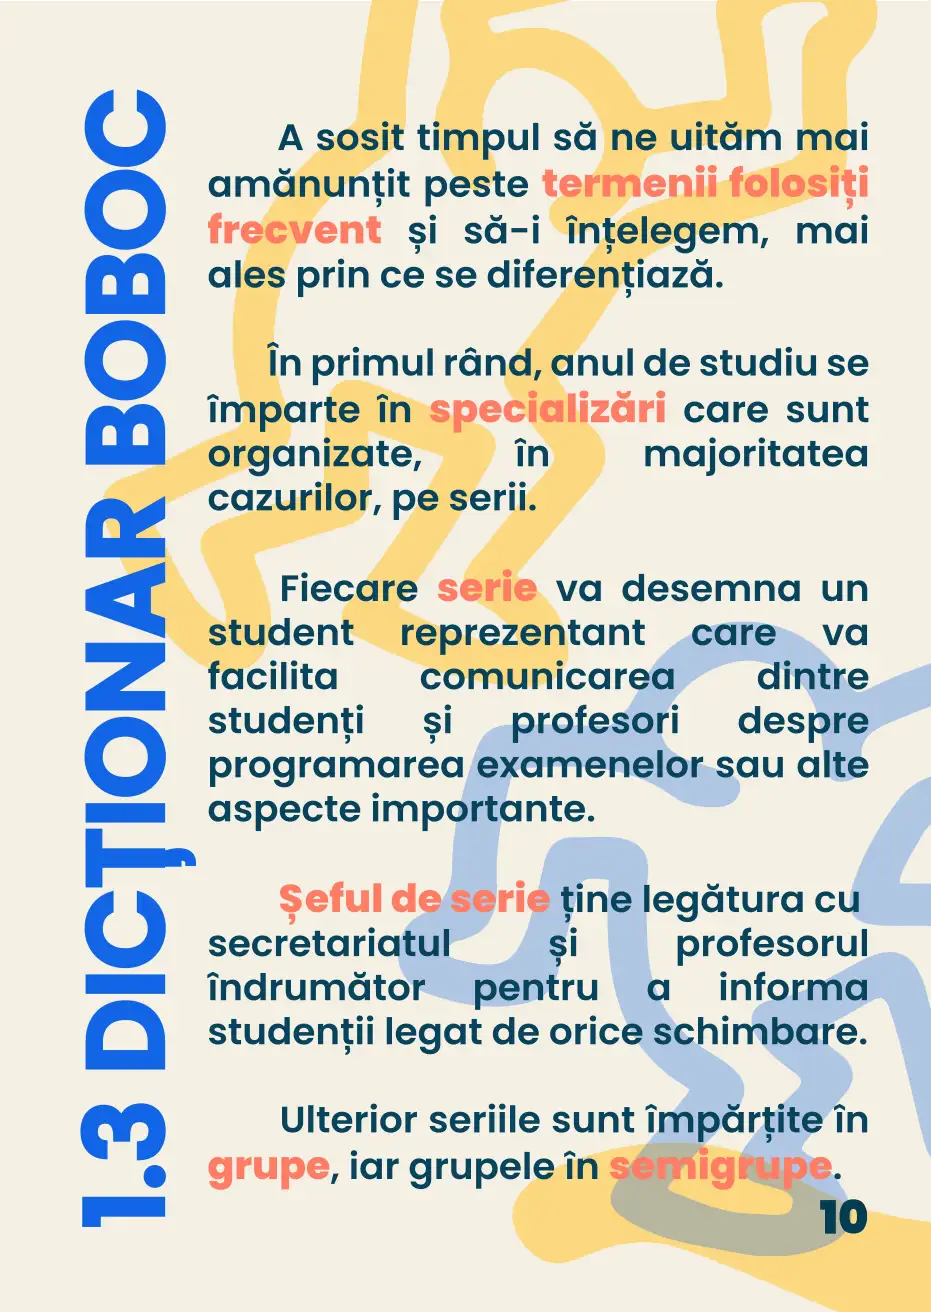 1.3 DICȚIONAR BOBOC
A sosit timpul să ne uităm mai
amănunțit peste termenii folosiți
frecvent și să-i înțelegem, mai
ales prin ce se diferențiază.
În primul rând, anul de studiu se
împarte în specializări care sunt
organizate, în majoritatea
cazurilor, pe serii.
Fiecare serie va desemna un
student reprezentant care va
facilita comunicarea dintre
studenți și profesori despre
programarea examenelor sau alte
aspecte importante.
Șeful de serie ține legătura cu
secretariatul și profesorul
îndrumător pentru a informa
studenții legat de orice schimbare.
Ulterior seriile sunt împărțite în
grupe, iar grupele în semigrupe.
10